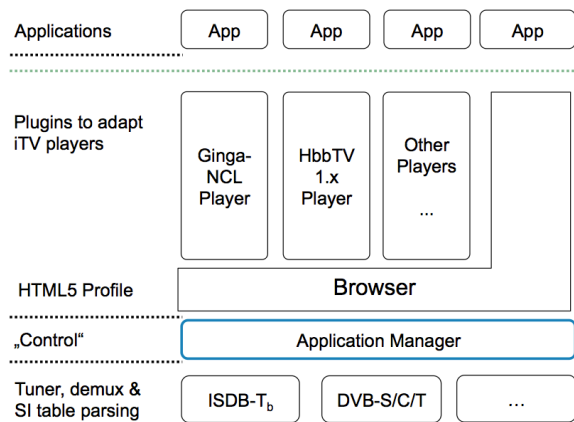 Applications
App
App
App
App
Plugins to adapt
iTV players
Ginga-
NCL
Player
HbbTV
1.x
Player
Other
Players
...
HTML5 Profile
Browser
„Control“
Application Manager
Tuner, demux &
SI table parsing
ISDB-Tb
DVB-S/C/T
...